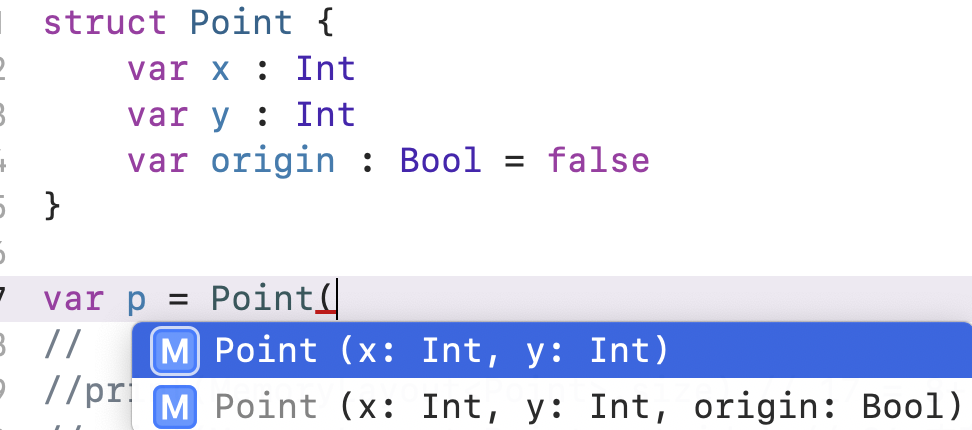 struct Point {
2 var x : Int
3 var y : Int
4 var origin : Bool = false
5 }
6
7 var p = Point(
8 //
M Point (x: Int, y: Int)
9 //pri
M Point (x: Int, y: Int, origin: Bool)